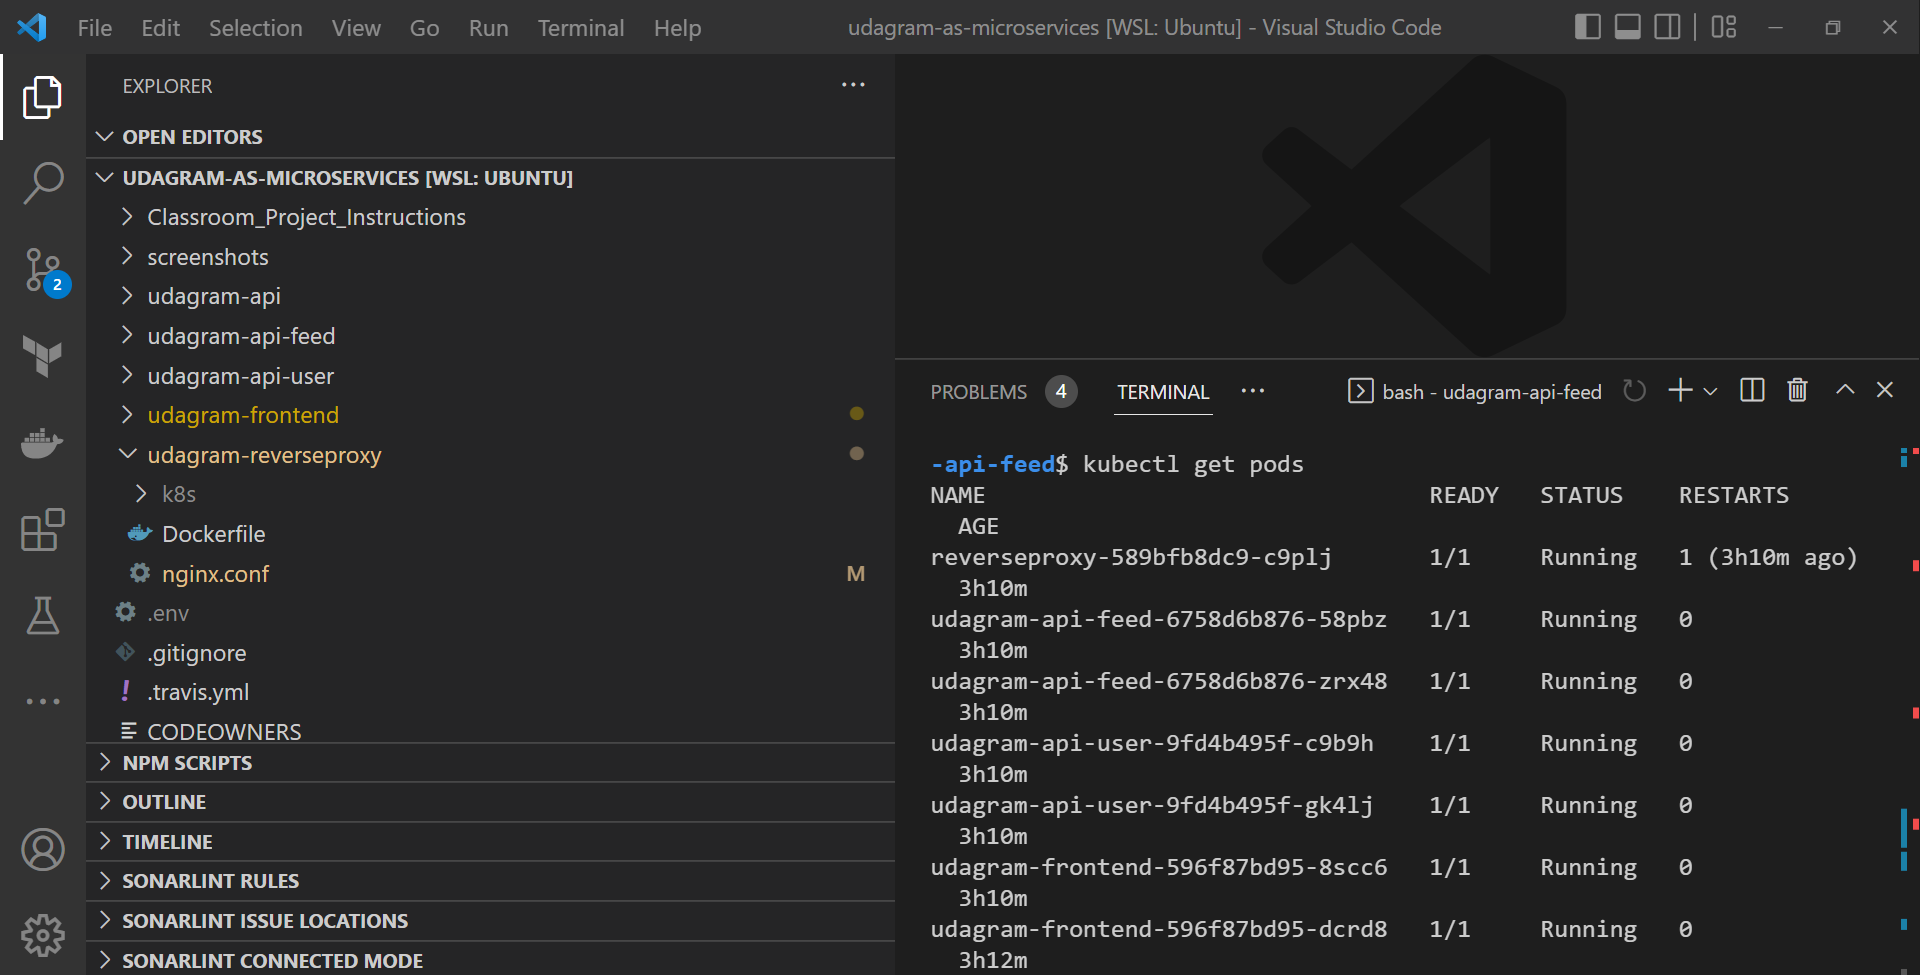 File Edit Selection View Go Run Terminal Help
udagram-as-microservices [WSL: Ubuntu] - Visual Studio Code
EXPLORER
OPEN EDITORS
UDAGRAM-AS-MICROSERVICES [WSL: UBUNTU]
Classroom_Project_Instructions
screenshots
2
udagram-api
udagram-api-feed
udagram-api-user
udagram-frontend
udagram-reverseproxy
k8s
Dockerfile
nginx.conf M
.env
.gitignore
! .travis.yml
CODEOWNERS
NPM SCRIPTS
OUTLINE
TIMELINE
SONARLINT RULES
SONARLINT ISSUE LOCATIONS
SONARLINT CONNECTED MODE
PROBLEMS 4 TERMINAL bash - udagram-api-feed
-api-feed$ kubectl get pods
NAME READY STATUS RESTARTS
AGE
reverseproxy-589bfb8dc9-c9plj 1/1 Running 1 (3h10m ago)
3h10m
udagram-api-feed-6758d6b876-58pbz 1/1 Running 0
3h10m
udagram-api-feed-6758d6b876-zrx48 1/1 Running 0
3h10m
udagram-api-user-9fd4b495f-c9b9h 1/1 Running 0
3h10m
udagram-api-user-9fd4b495f-gk4lj 1/1 Running 0
3h10m
udagram-frontend-596f87bd95-8scc6 1/1 Running 0
3h10m
udagram-frontend-596f87bd95-dcrd8 1/1 Running 0
3h12m